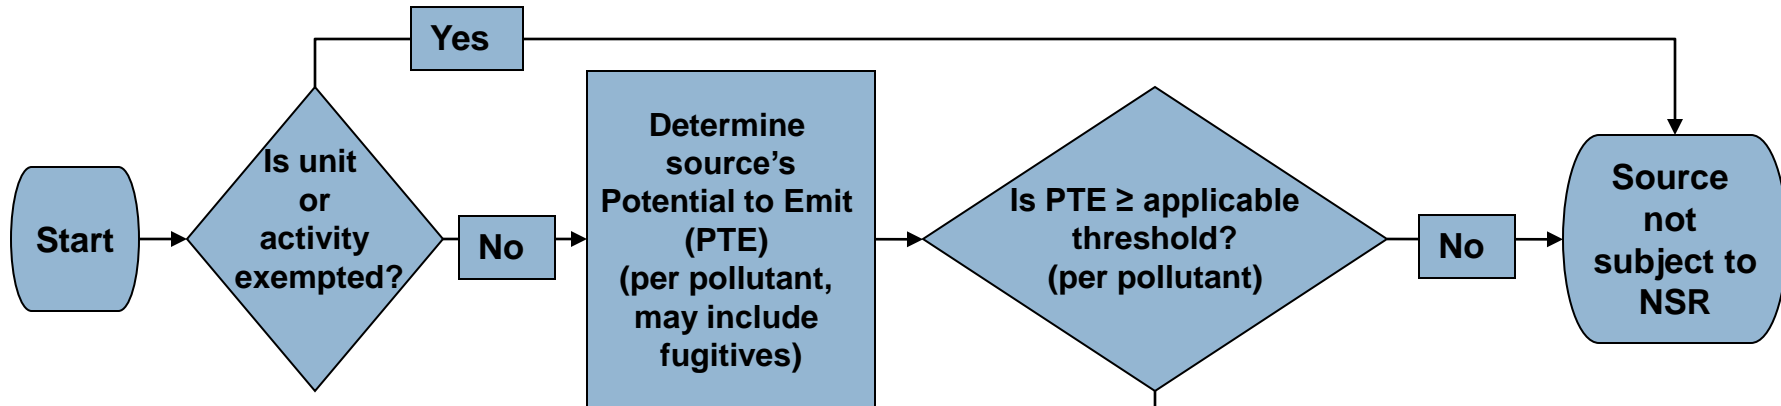 Yes
Start
Is unit
or
activity
exempted?
No
Determine
source’s
Potential to Emit
(PTE)
(per pollutant,
may include
fugitives)
Is PTE ≥ applicable
threshold?
(per pollutant)
No
Source
not
subject to
NSR